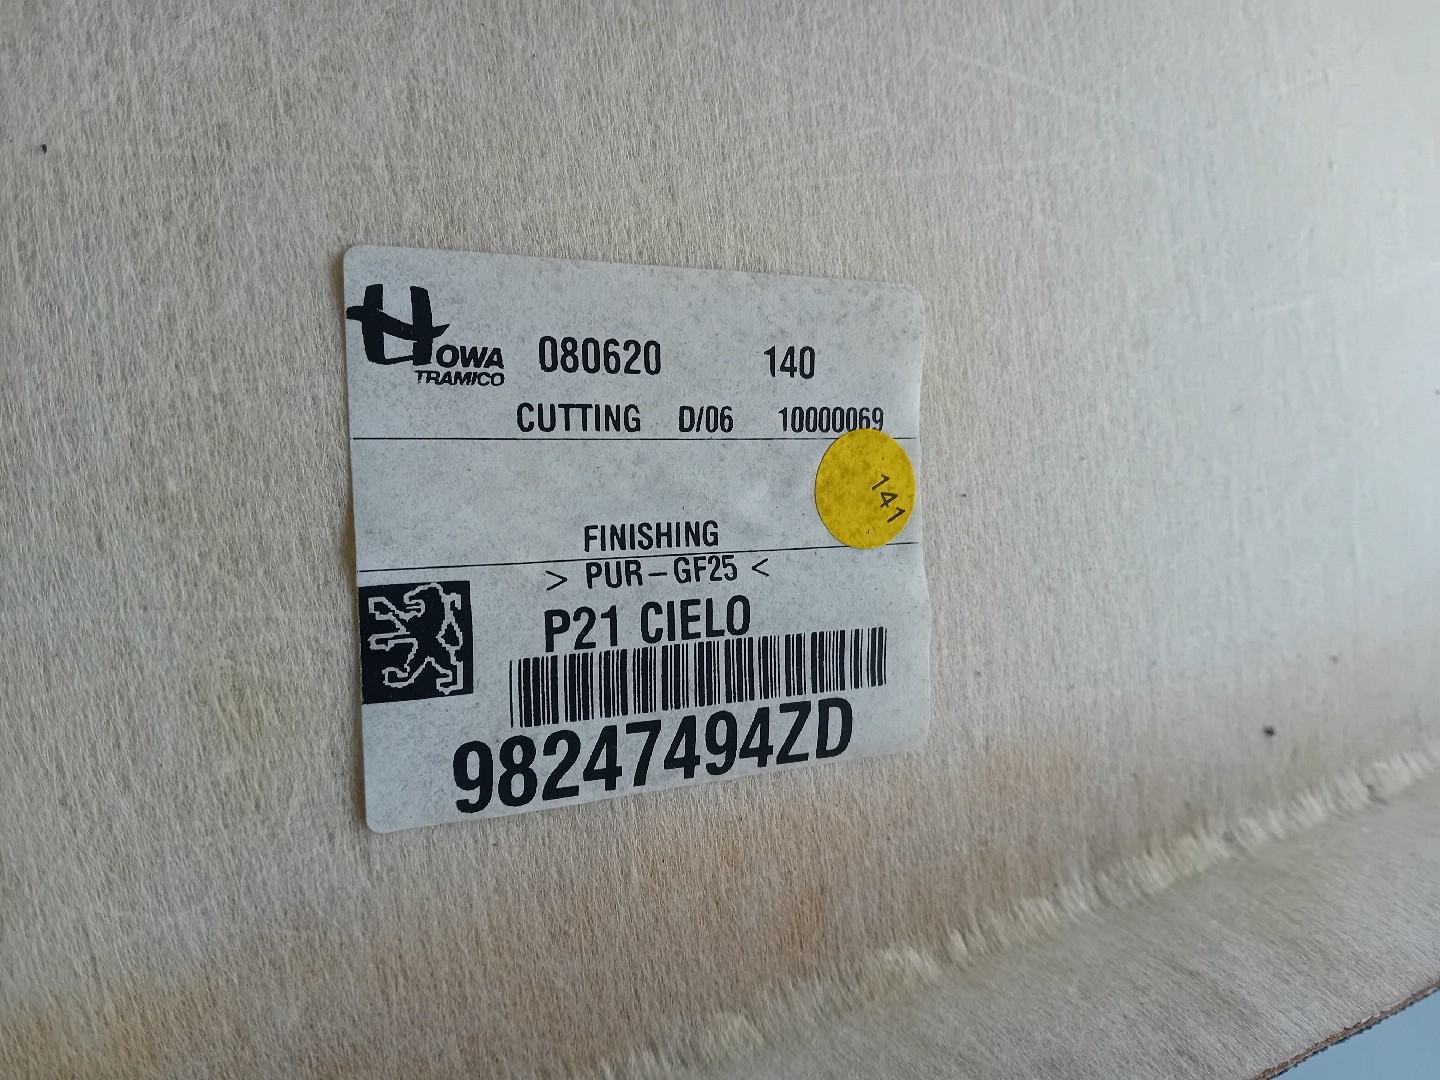 HOWA
TRAMICO
080620 140
CUTTING D/06 10000069
141
FINISHING
> PUR-GF25 <
P21 CIELO
98247494ZD